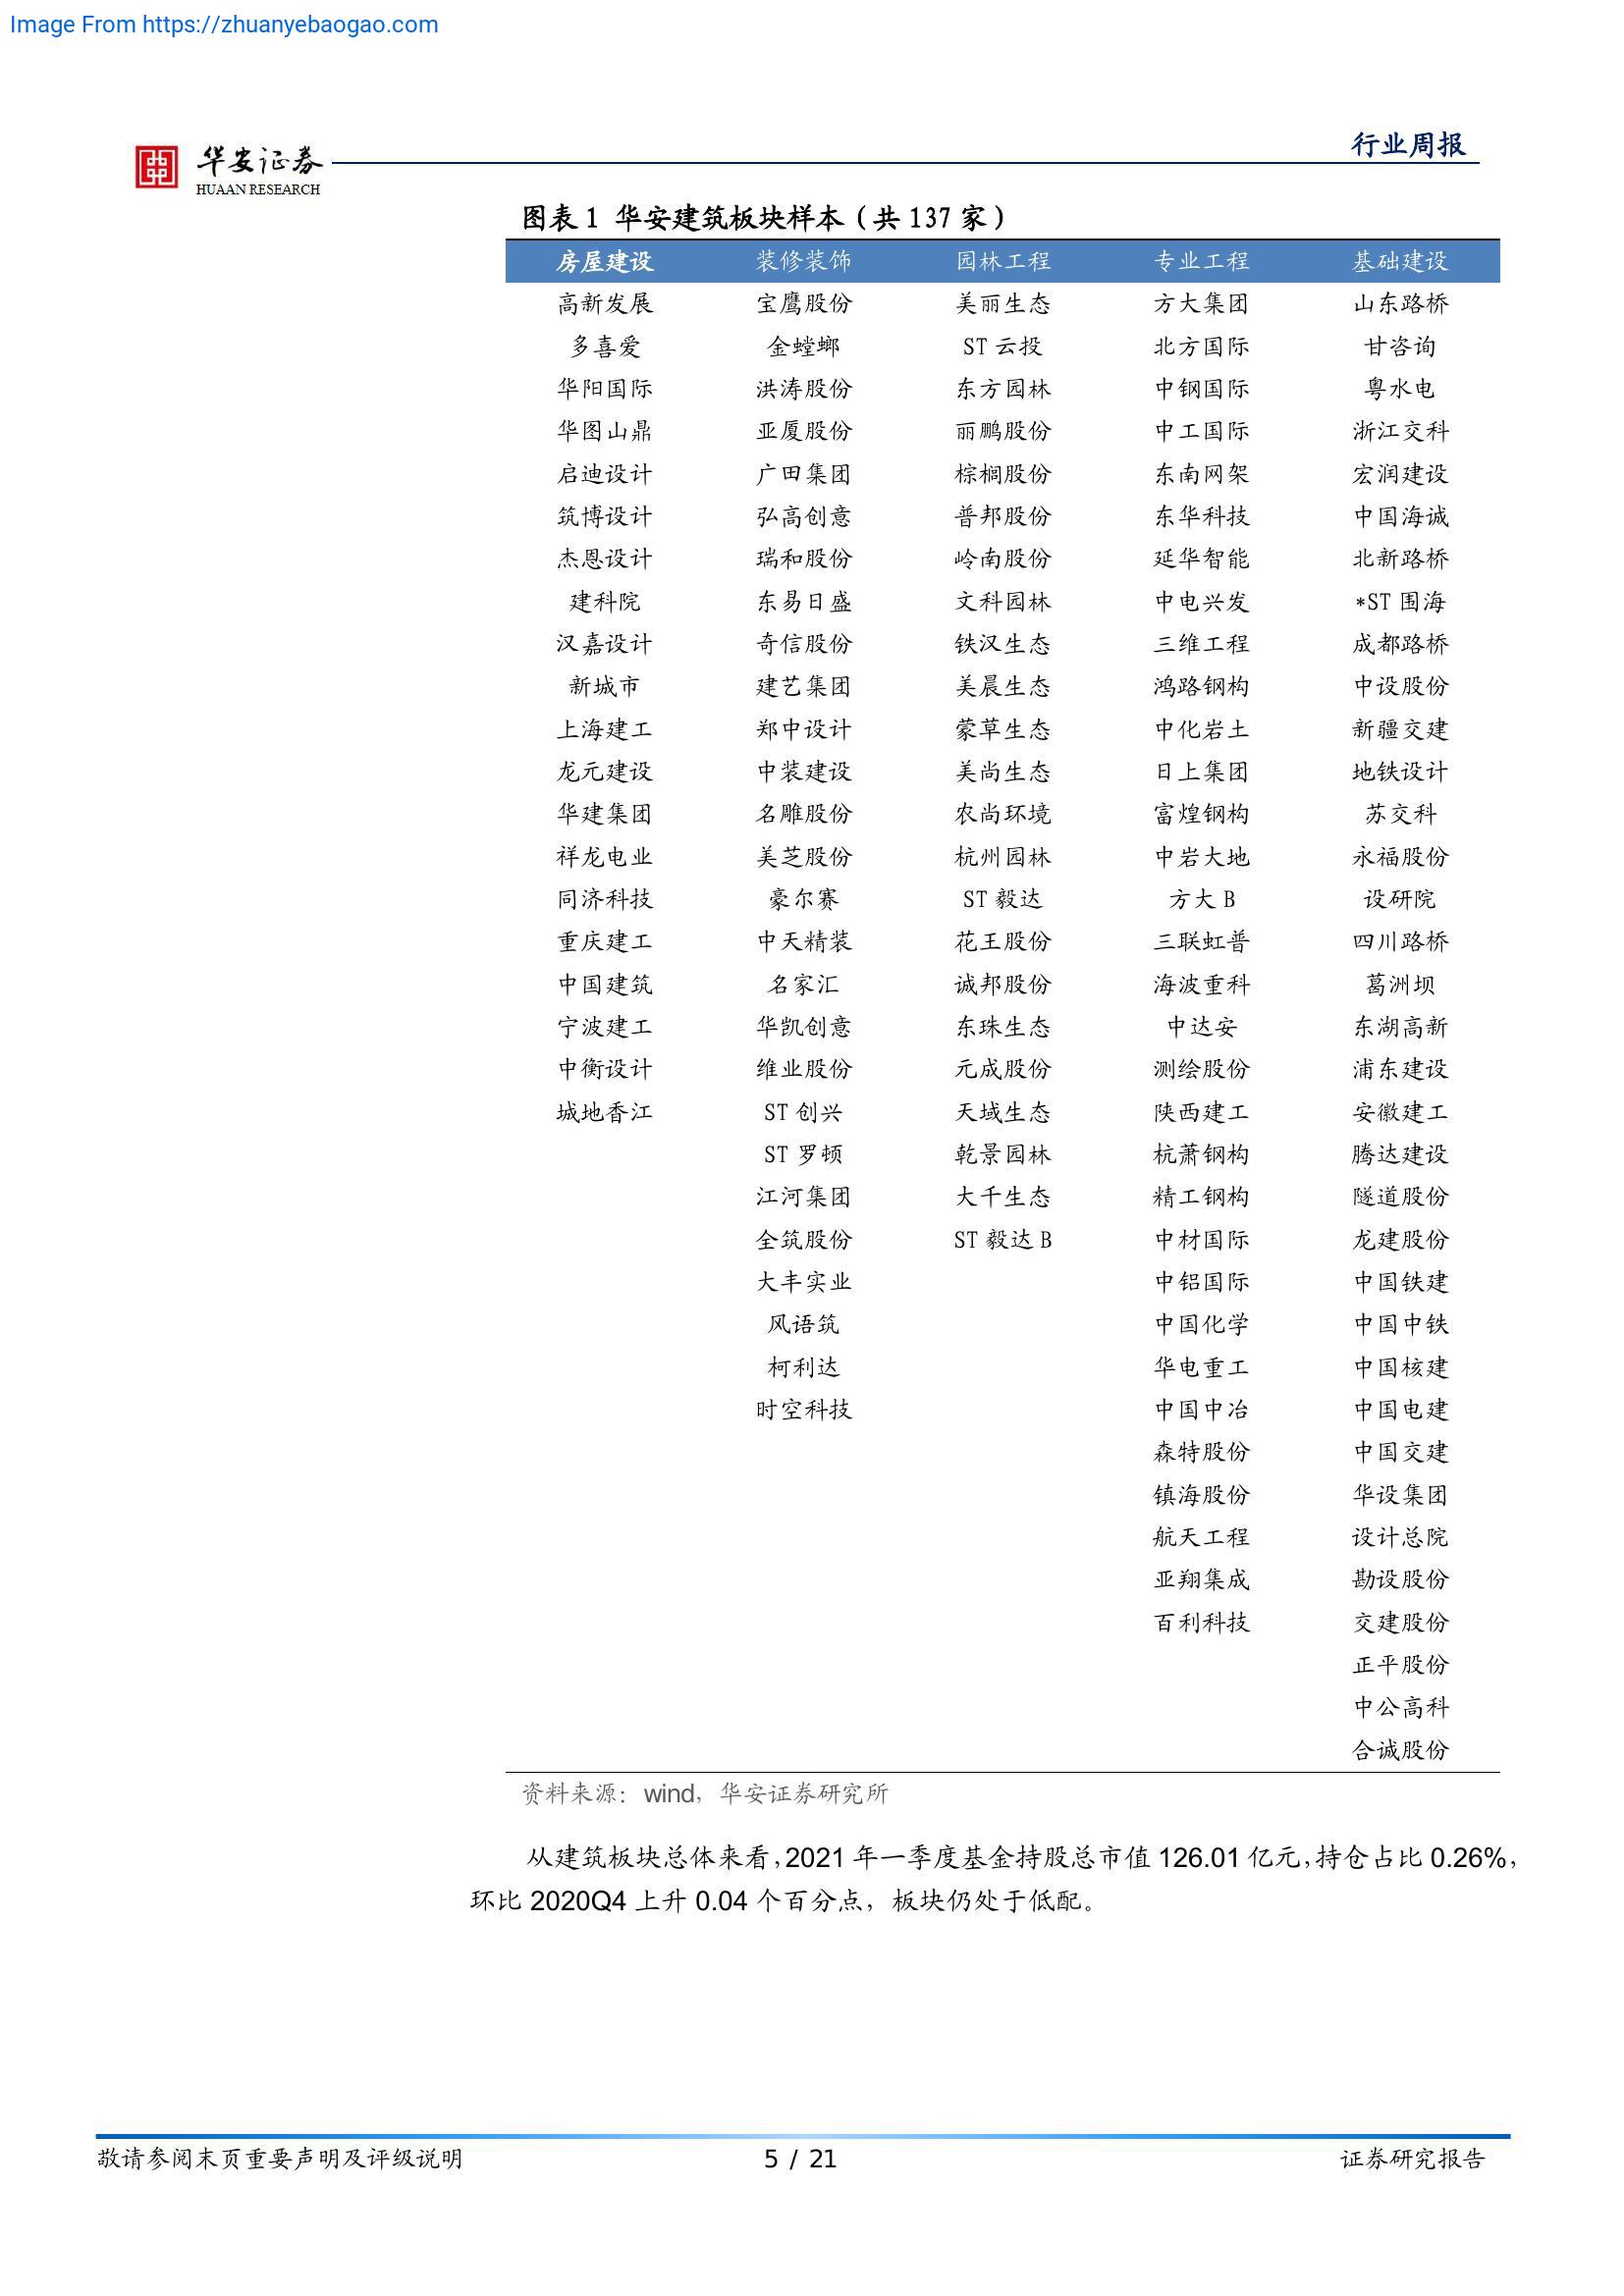 Image From https://zhuanyebaogao.com
华安证券
HUAAN RESEARCH
行业周报
图表 1 华安建筑板块样本（共 137 家）
房屋建设 装修装饰 园林工程 专业工程 基础建设
高新发展 宝鹰股份 美丽生态 方大集团 山东路桥
多喜爱 金螳螂 ST 云投 北方国际 甘咨询
华阳国际 洪涛股份 东方园林 中钢国际 粤水电
华图山鼎 亚厦股份 丽鹏股份 中工国际 浙江交科
启迪设计 广田集团 棕榈股份 东南网架 宏润建设
筑博设计 弘高创意 普邦股份 东华科技 中国海诚
杰恩设计 瑞和股份 岭南股份 延华智能 北新路桥
建科院 东易日盛 文科园林 中电兴发 *ST 围海
汉嘉设计 奇信股份 铁汉生态 三维工程 成都路桥
新城市 建艺集团 美晨生态 鸿路钢构 中设股份
上海建工 郑中设计 蒙草生态 中化岩土 新疆交建
龙元建设 中装建设 美尚生态 日上集团 地铁设计
华建集团 名雕股份 农尚环境 富煌钢构 苏交科
祥龙电业 美芝股份 杭州园林 中岩大地 永福股份
同济科技 豪尔赛 ST 毅达 方大 B 设研院
重庆建工 中天精装 花王股份 三联虹普 四川路桥
中国建筑 名家汇 诚邦股份 海波重科 葛洲坝
宁波建工 华凯创意 东珠生态 中达安 东湖高新
中衡设计 维业股份 元成股份 测绘股份 浦东建设
城地香江 ST 创兴 天域生态 陕西建工 安徽建工
ST 罗顿 乾景园林 杭萧钢构 腾达建设
江河集团 大千生态 精工钢构 隧道股份
全筑股份 ST 毅达 B 中材国际 龙建股份
大丰实业 中铝国际 中国铁建
风语筑 中国化学 中国中铁
柯利达 华电重工 中国核建
时空科技 中国中冶 中国电建
森特股份 中国交建
镇海股份 华设集团
航天工程 设计总院
亚翔集成 勘设股份
百利科技 交建股份
正平股份
中公高科
合诚股份
资料来源：wind，华安证券研究所
从建筑板块总体来看，2021 年一季度基金持股总市值 126.01 亿元，持仓占比 0.26%，
环比 2020Q4 上升 0.04 个百分点，板块仍处于低配。
敬请参阅末页重要声明及评级说明 5 / 21 证券研究报告